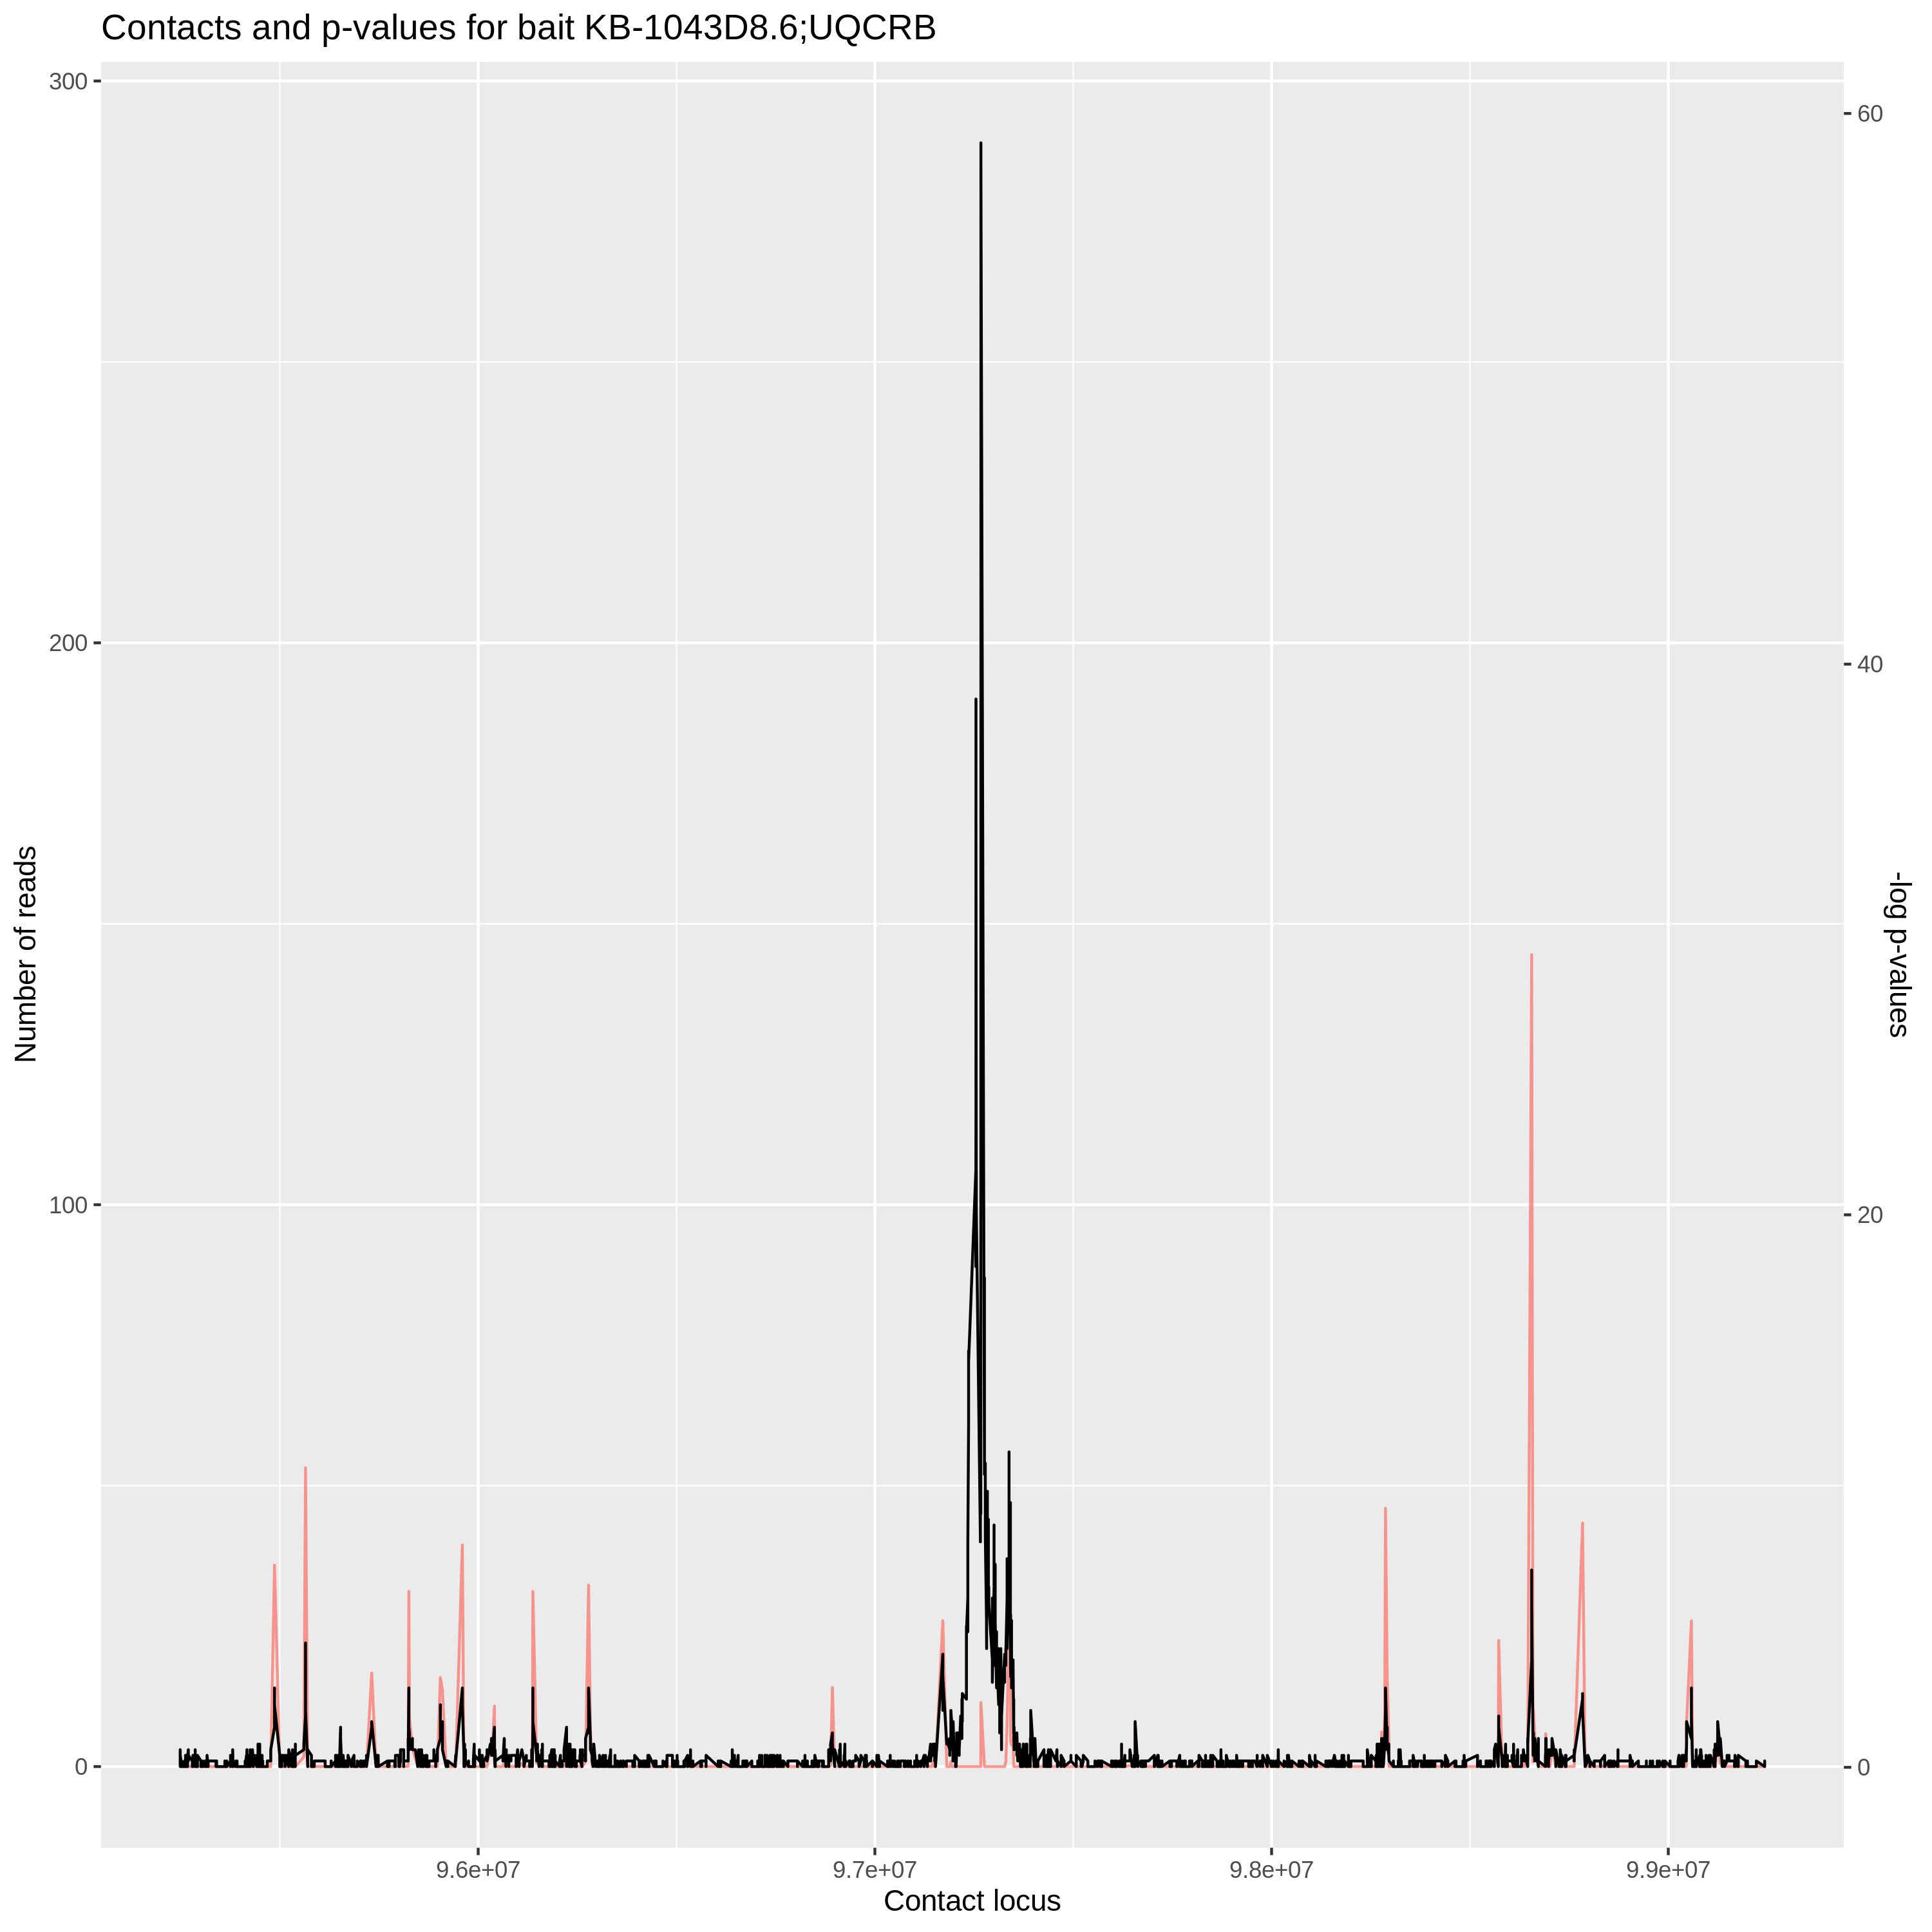 Contacts and p-values for bait KB-1043D8.6;UQCRB
300
200
100
0
Number of reads
60
40
20
0
-log p-values
9.6e+07
9.7e+07
9.8e+07
9.9e+07
Contact locus